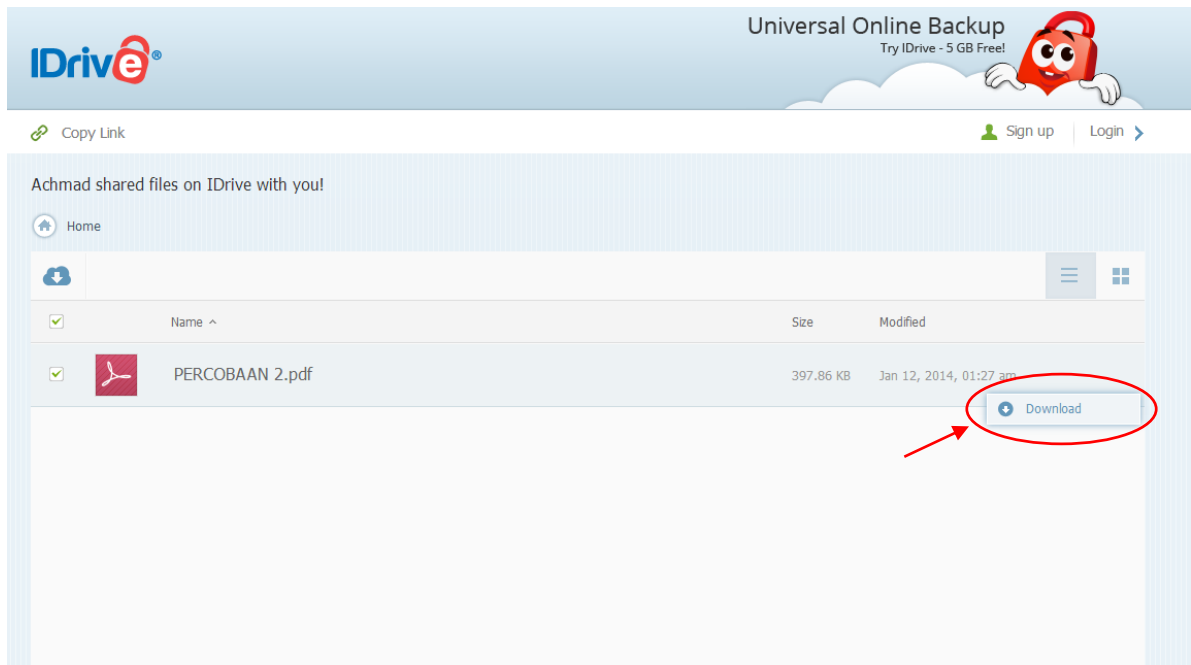 IDrive®
Universal Online Backup
Try IDrive - 5 GB Free!
Copy Link
Sign up
Login
Achmad shared files on IDrive with you!
Home
Name
Size
Modified
PERCOBAAN 2.pdf
397.86 KB
Jan 12, 2014, 01:27 am
Download